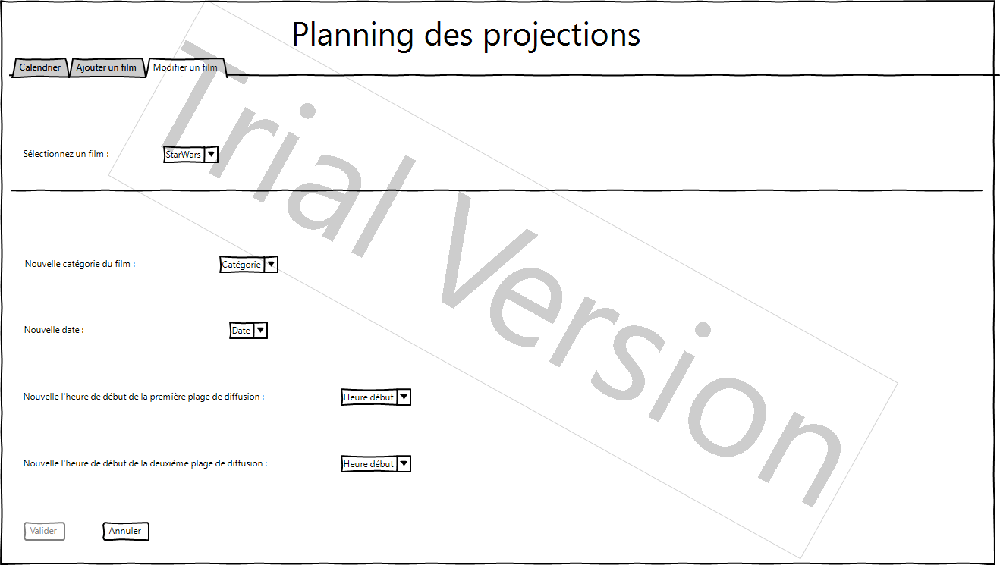 Planning des projections
Calendrier Ajouter un film Modifier un film
Sélectionnez un film : StarWars
Nouvelle catégorie du film : Catégorie
Nouvelle date : Date
Nouvelle l'heure de début de la première plage de diffusion : Heure début
Nouvelle l'heure de début de la deuxième plage de diffusion : Heure début
Valider Annuler
Trial Version